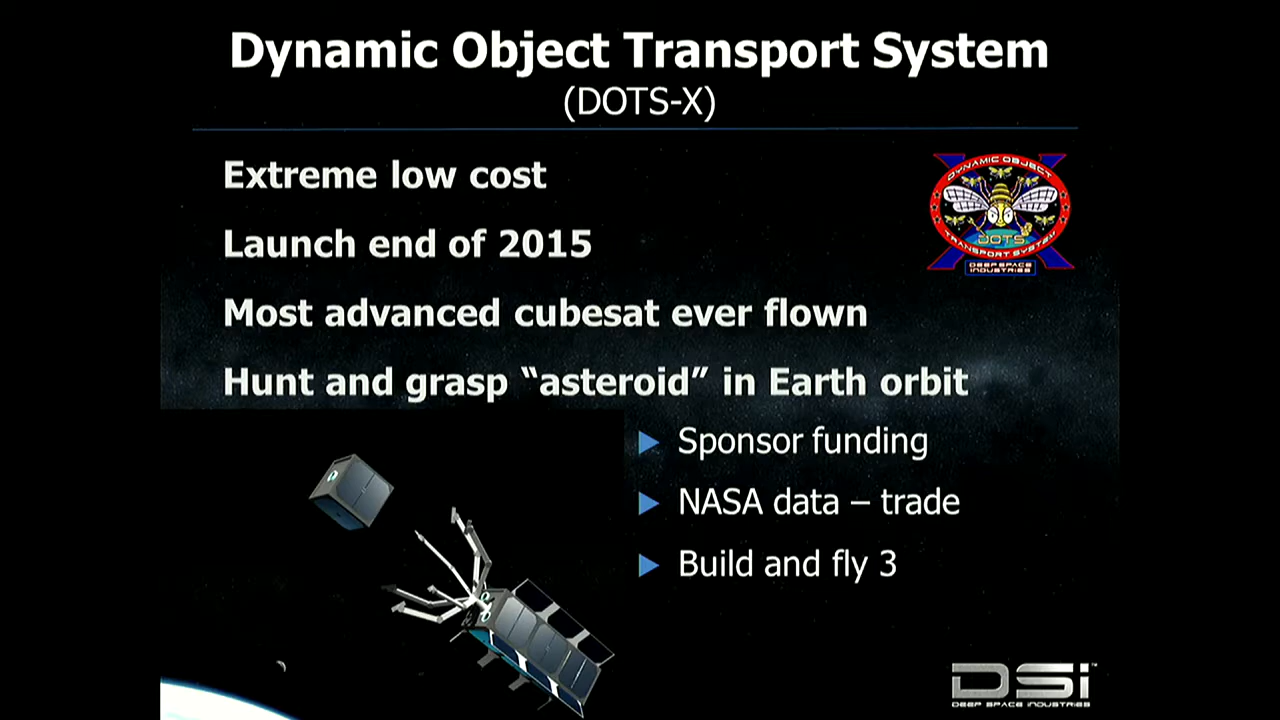 Dynamic Object Transport System
(DOTS-X)
Extreme low cost
DYNAMIC OBJECT
DOTS
TRANSPORT SYSTEM
DEEP SPACE
INDUSTRIES
Launch end of 2015
Most advanced cubesat ever flown
Hunt and grasp “asteroid” in Earth orbit
Sponsor funding
NASA data – trade
Build and fly 3
DSi™
DEEP SPACE INDUSTRIES